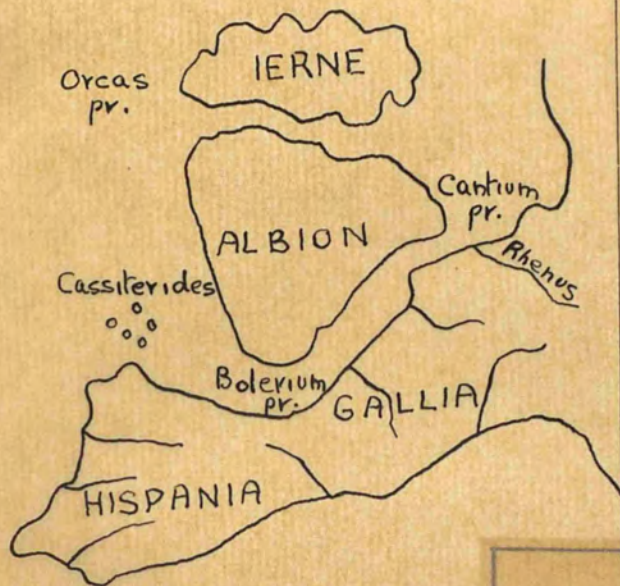 IERNE
Orcas
pr.
Cantium
pr.
ALBION
Rhenus
Cassiterides
Bolerium
pr.
GALLIA
HISPANIA